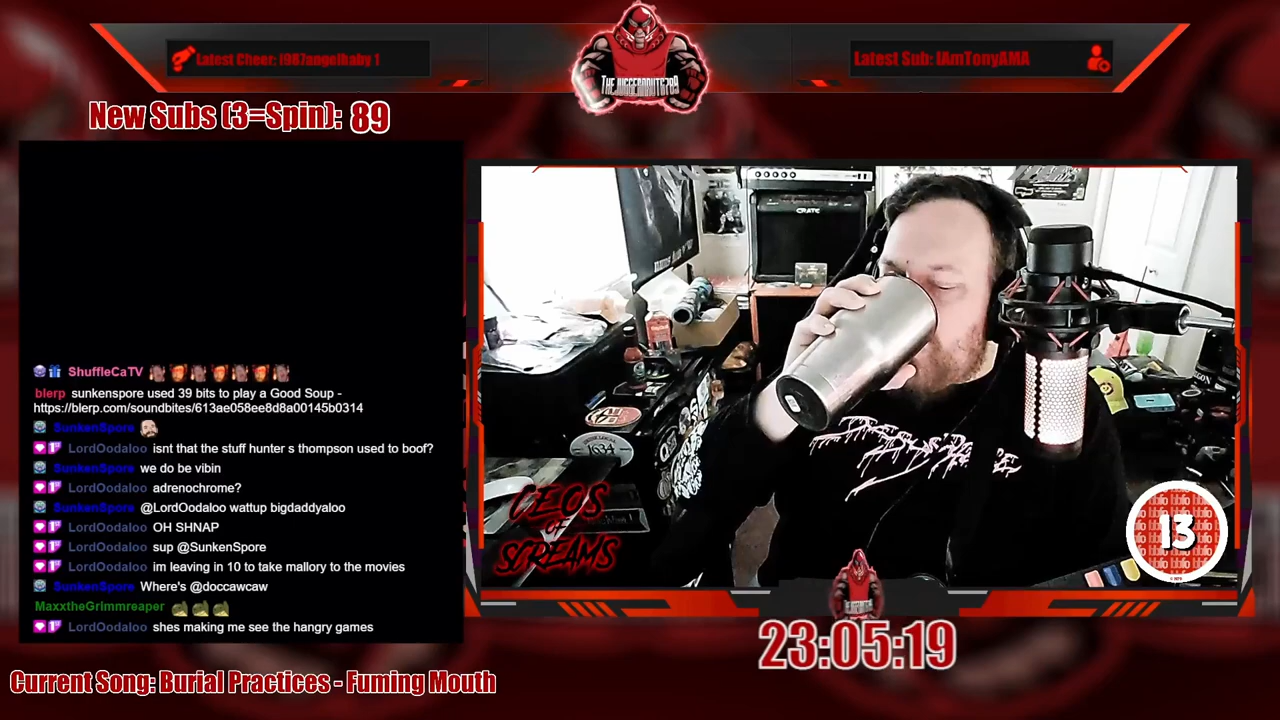 Latest Cheer: i987angelbaby 1
THEJUGGERNAUT6789
Latest Sub: IAmTonyAMA
New Subs (3=Spin): 89
CRATE
ShuffleCaTV
blerp sunkenspore used 39 bits to play a Good Soup -
https://blerp.com/soundbites/613ae058ee8d8a00145b0314
SunkenSpore
LordOodaloo isnt that the stuff hunter s thompson used to boof?
SunkenSpore we do be vibin
LordOodaloo adrenochrome?
SunkenSpore @LordOodaloo wattup bigdaddyaloo
LordOodaloo OH SHNAP
LordOodaloo sup @SunkenSpore
LordOodaloo im leaving in 10 to take mallory to the movies
SunkenSpore Where's @doccawcaw
MaxxtheGrimmreaper
LordOodaloo shes making me see the hangry games
1634
CEOS
OF
SCREAMS
13
23:05:19
Current Song: Burial Practices - Fuming Mouth